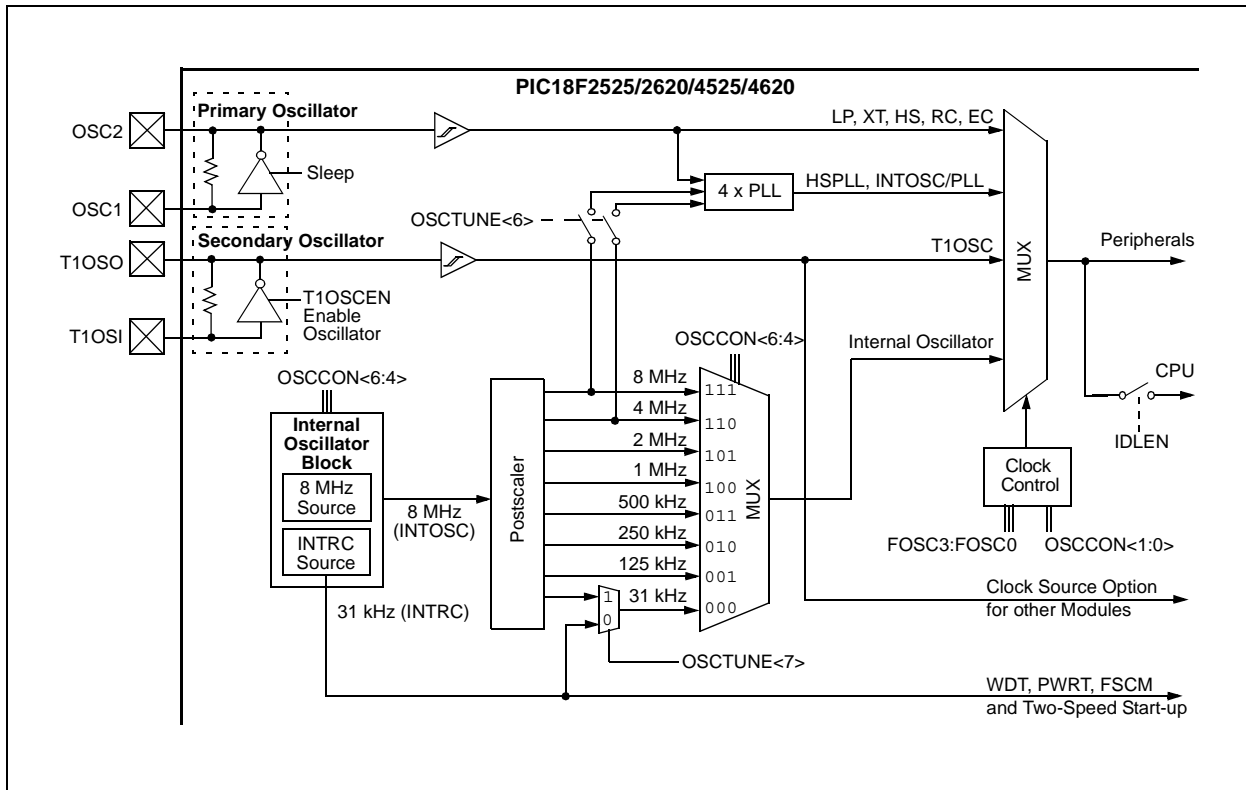 PIC18F2525/2620/4525/4620
Primary Oscillator
OSC2
Sleep
OSC1
LP, XT, HS, RC, EC
4 x PLL
HSPLL, INTOSC/PLL
OSCTUNE<6>
Secondary Oscillator
T1OSO
T1OSCEN
Enable
Oscillator
T1OSI
T1OSC
MUX
Peripherals
Internal Oscillator
CPU
IDLEN
Clock
Control
FOSC3:FOSC0
OSCCON<1:0>
OSCCON<6:4>
OSCCON<6:4>
Internal
Oscillator
Block
8 MHz
Source
INTRC
Source
8 MHz
(INTOSC)
31 kHz (INTRC)
Postscaler
8 MHz
111
4 MHz
110
2 MHz
101
1 MHz
100
500 kHz
011
250 kHz
010
125 kHz
001
31 kHz
000
MUX
1
0
OSCTUNE<7>
Clock Source Option
for other Modules
WDT, PWRT, FSCM
and Two-Speed Start-up